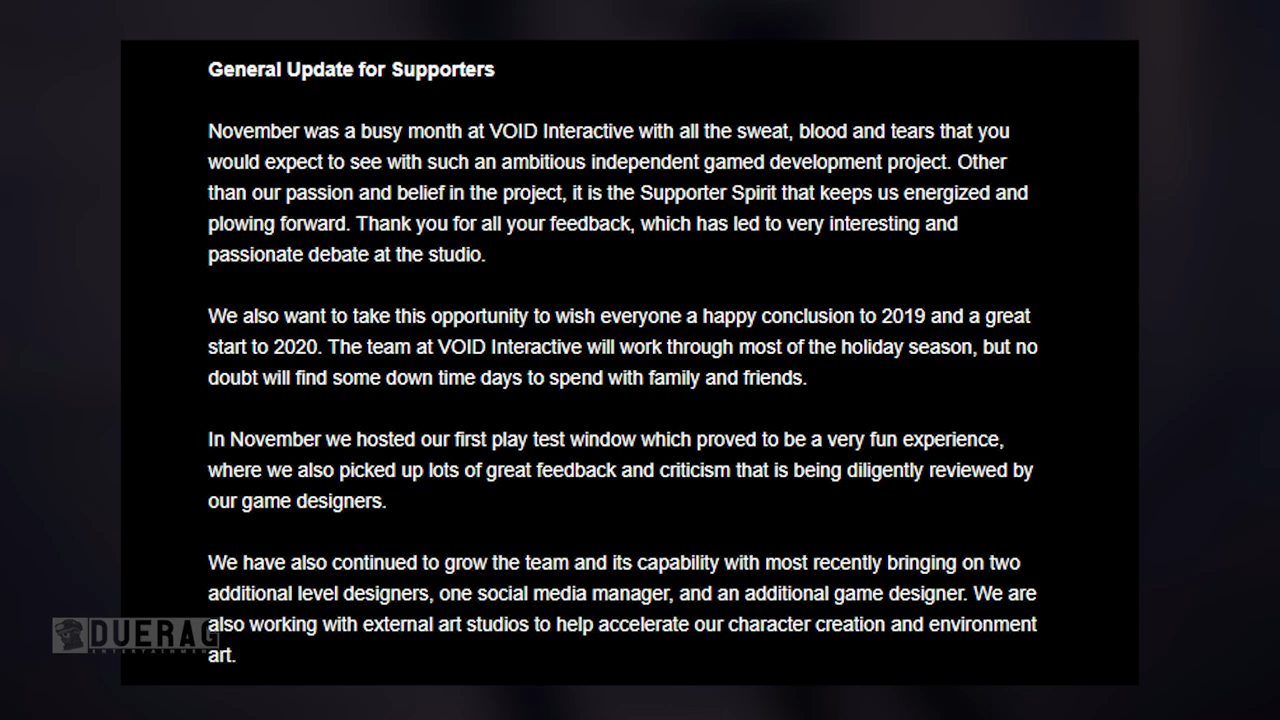 General Update for Supporters
November was a busy month at VOID Interactive with all the sweat, blood and tears that you
would expect to see with such an ambitious independent gamed development project. Other
than our passion and belief in the project, it is the Supporter Spirit that keeps us energized and
plowing forward. Thank you for all your feedback, which has led to very interesting and
passionate debate at the studio.
We also want to take this opportunity to wish everyone a happy conclusion to 2019 and a great
start to 2020. The team at VOID Interactive will work through most of the holiday season, but no
doubt will find some down time days to spend with family and friends.
In November we hosted our first play test window which proved to be a very fun experience,
where we also picked up lots of great feedback and criticism that is being diligently reviewed by
our game designers.
We have also continued to grow the team and its capability with most recently bringing on two
additional level designers, one social media manager, and an additional game designer. We are
also working with external art studios to help accelerate our character creation and environment
art.
DUERAG
ENTERTAINMENT